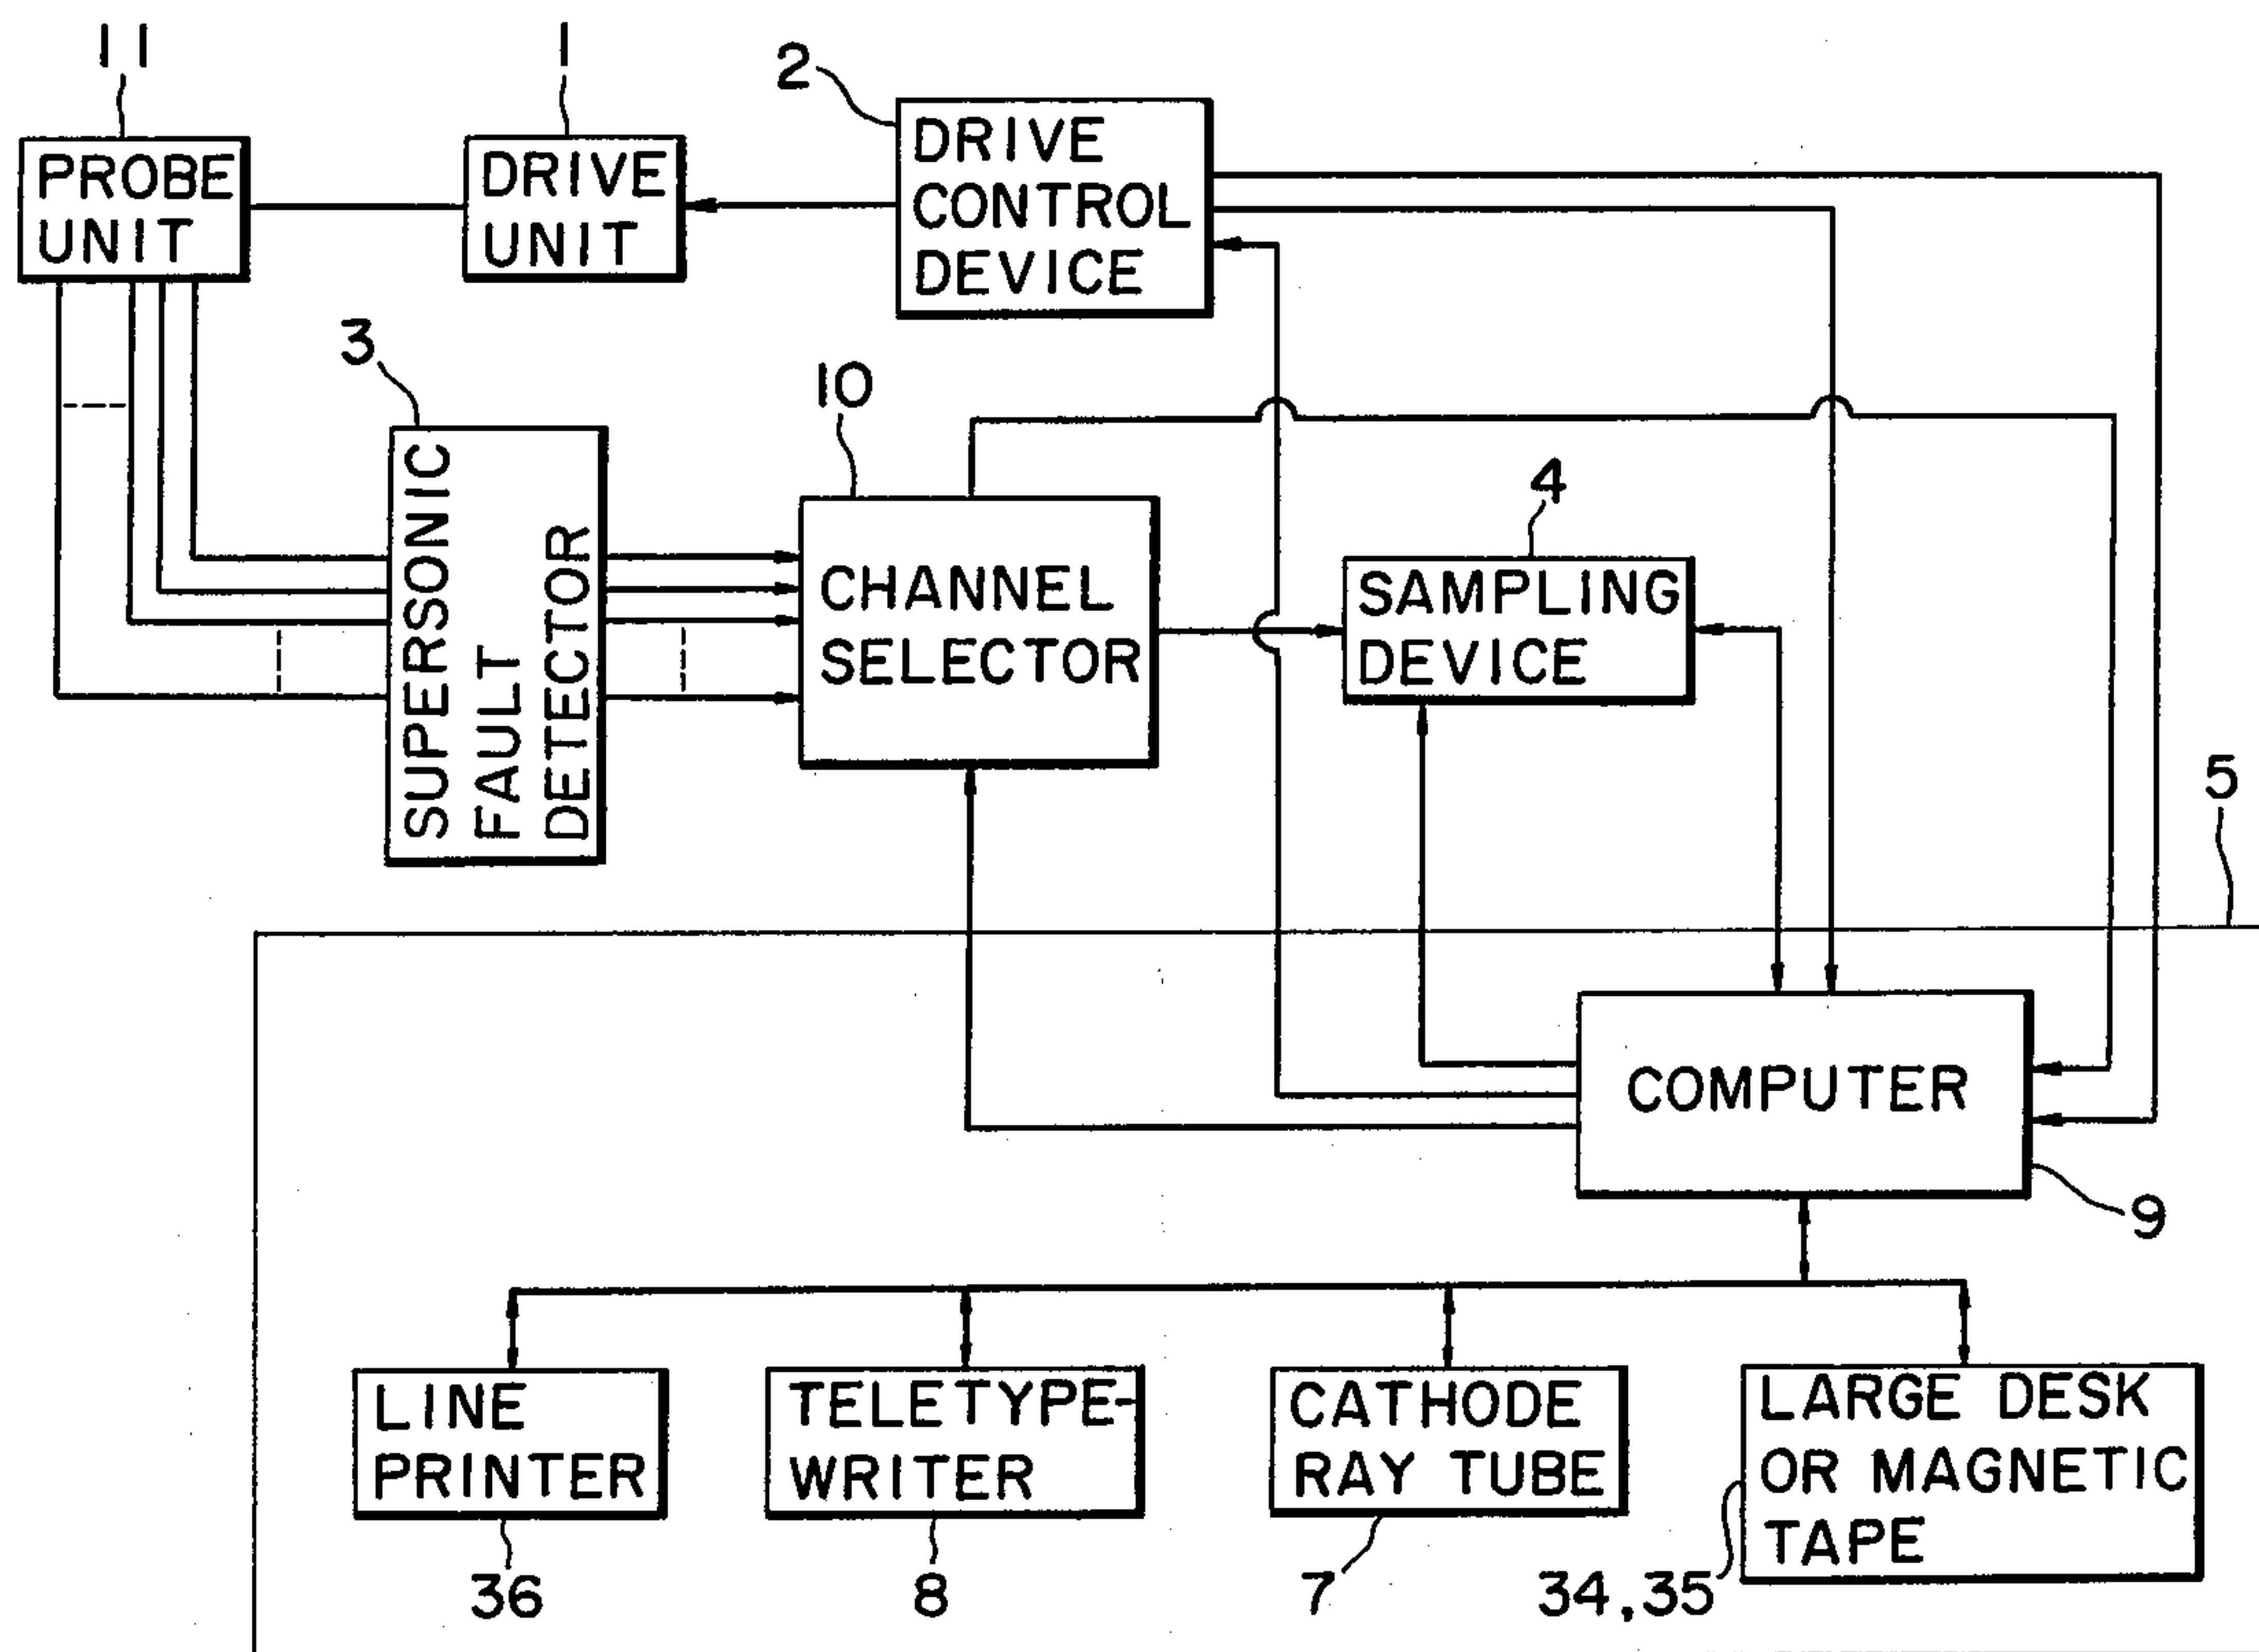 11
1
2
PROBE
UNIT
DRIVE
UNIT
DRIVE
CONTROL
DEVICE
3
10
4
SUPERSONIC
FAULT
DETECTOR
CHANNEL
SELECTOR
SAMPLING
DEVICE
5
COMPUTER
9
LINE
PRINTER
TELETYPE-
WRITER
CATHODE
RAY TUBE
LARGE DESK
OR MAGNETIC
TAPE
36
8
7
34,35